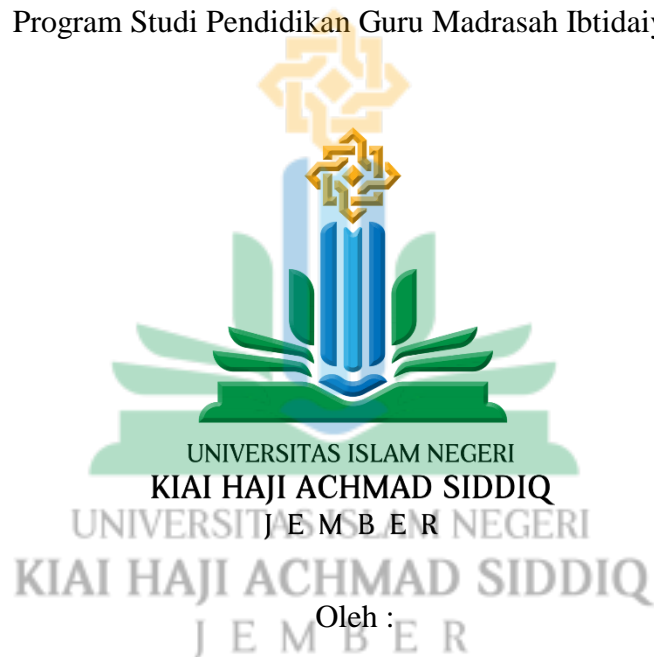 Program Studi Pendidikan Guru Madrasah
UNIVERSITAS ISLAM NEGERI
KIAI HAJI ACHMAD SIDDIQ
J E M B E R
UNIVERSITAS ISLAM NEGERI
KIAI HAJI ACHMAD SIDDIQ
Oleh :
J E M B E R